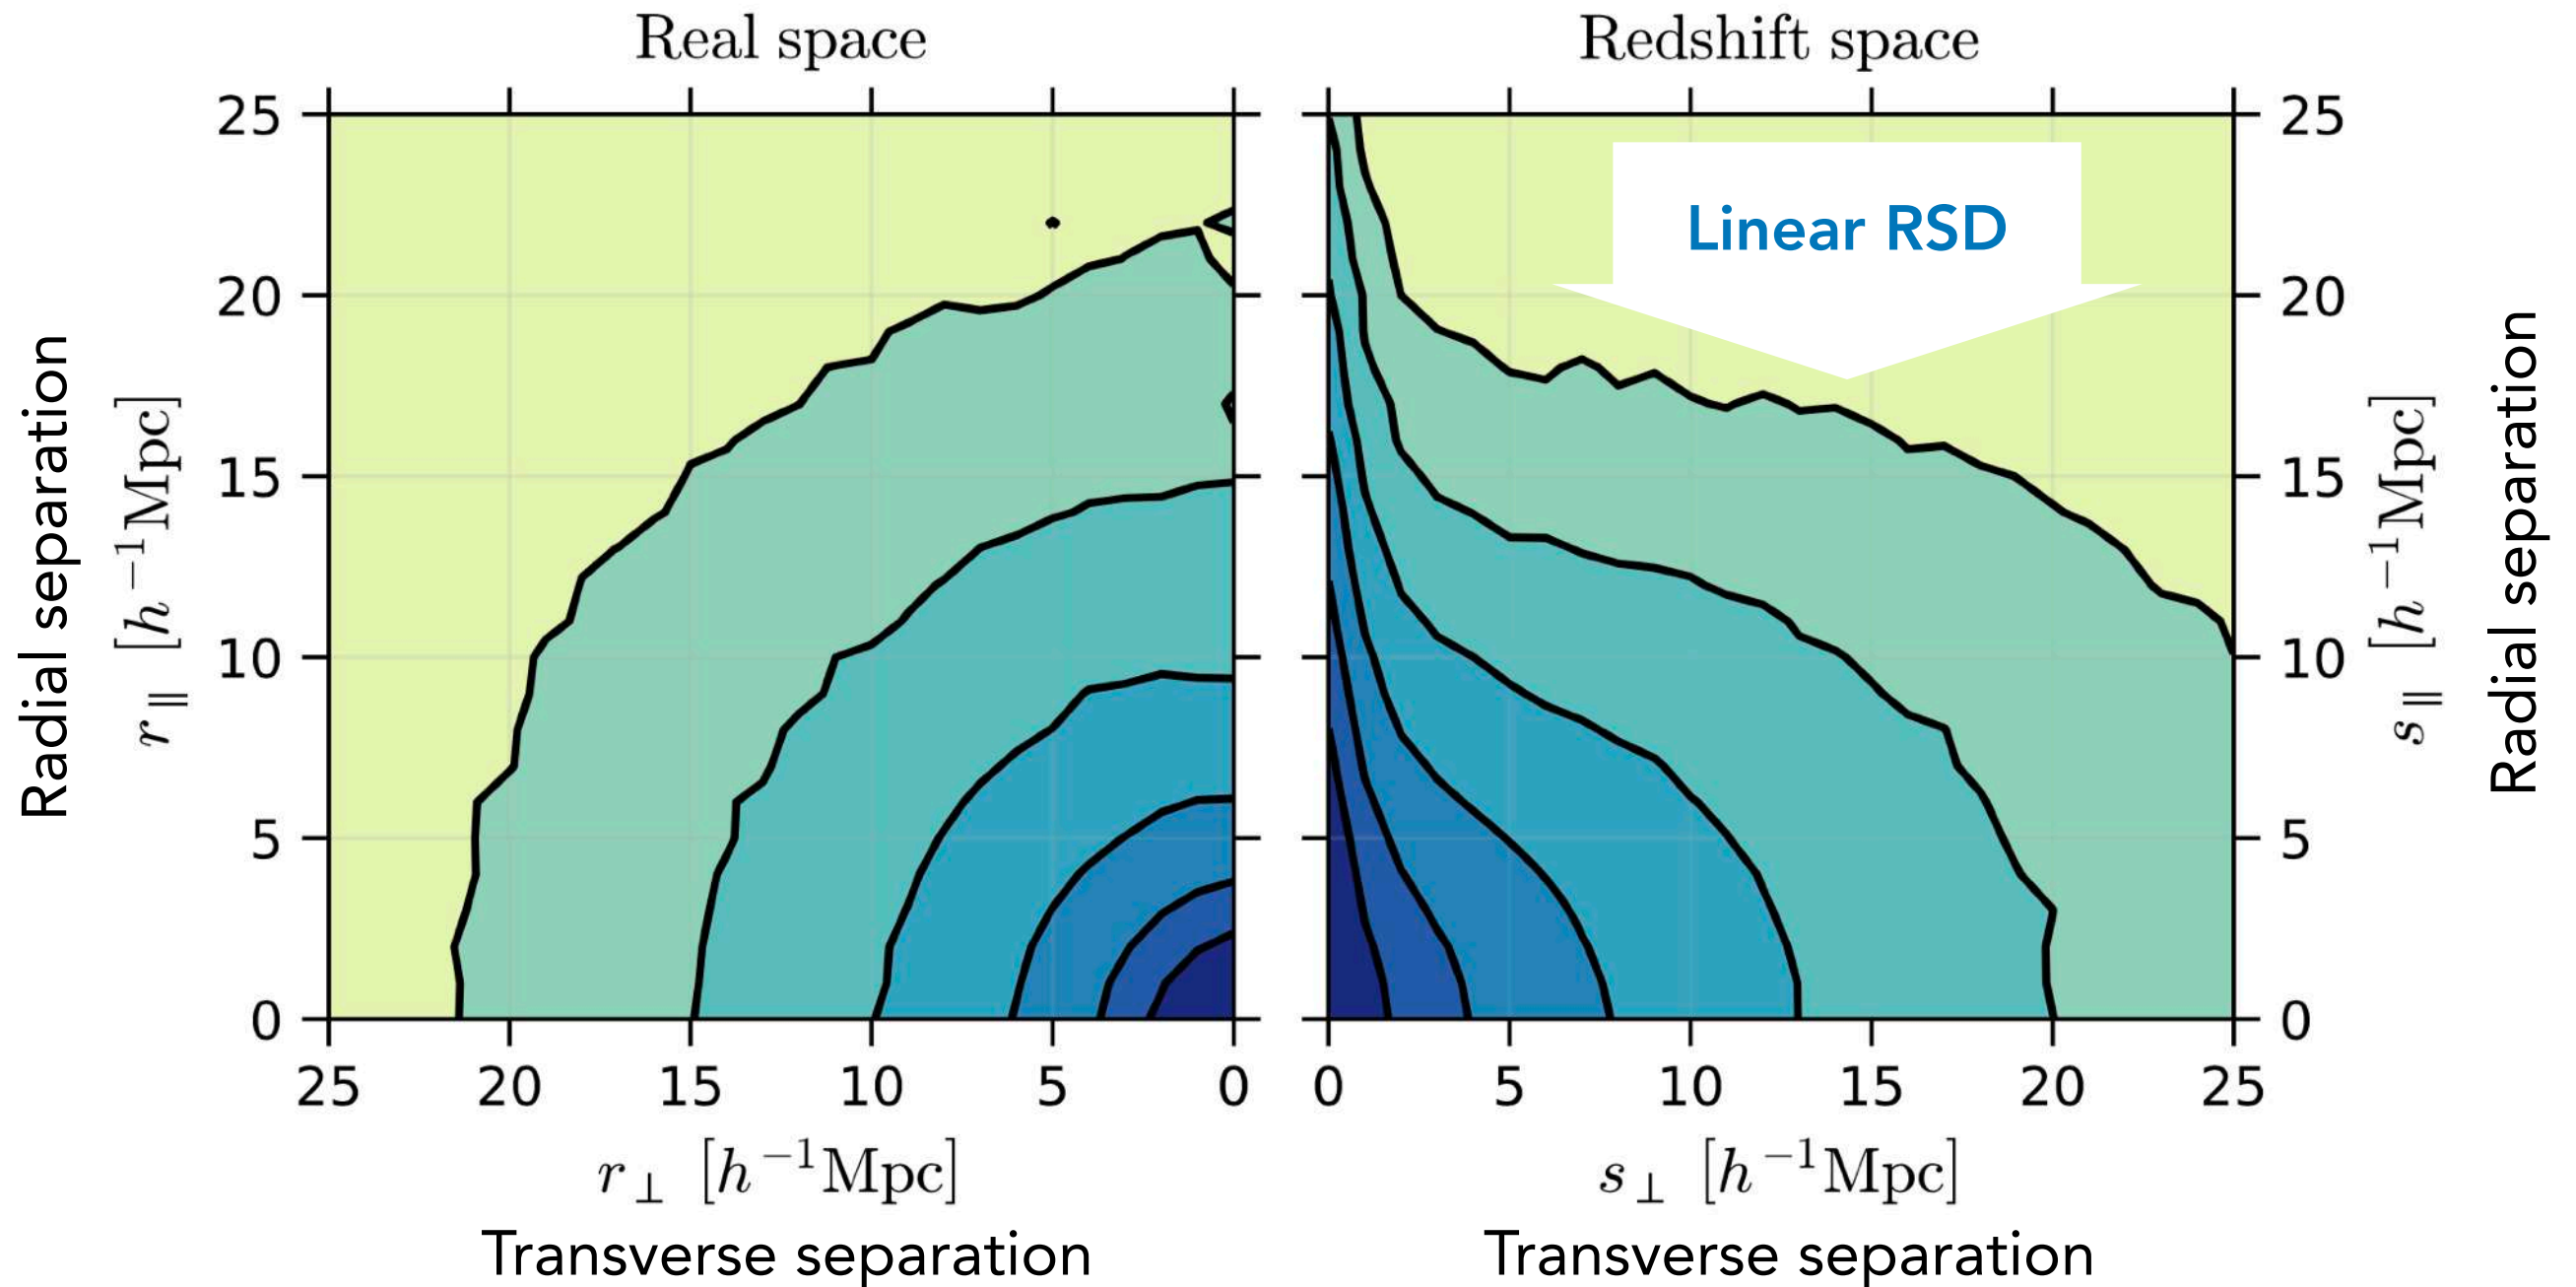 Real space
Redshift space
25
20
15
10
5
0
Radial separation
r∥ [h⁻¹Mpc]
25 20 15 10 5 0
r⊥ [h⁻¹Mpc]
Transverse separation
Linear RSD
25
20
15
10
5
0
s∥ [h⁻¹Mpc]
Radial separation
0 5 10 15 20 25
s⊥ [h⁻¹Mpc]
Transverse separation